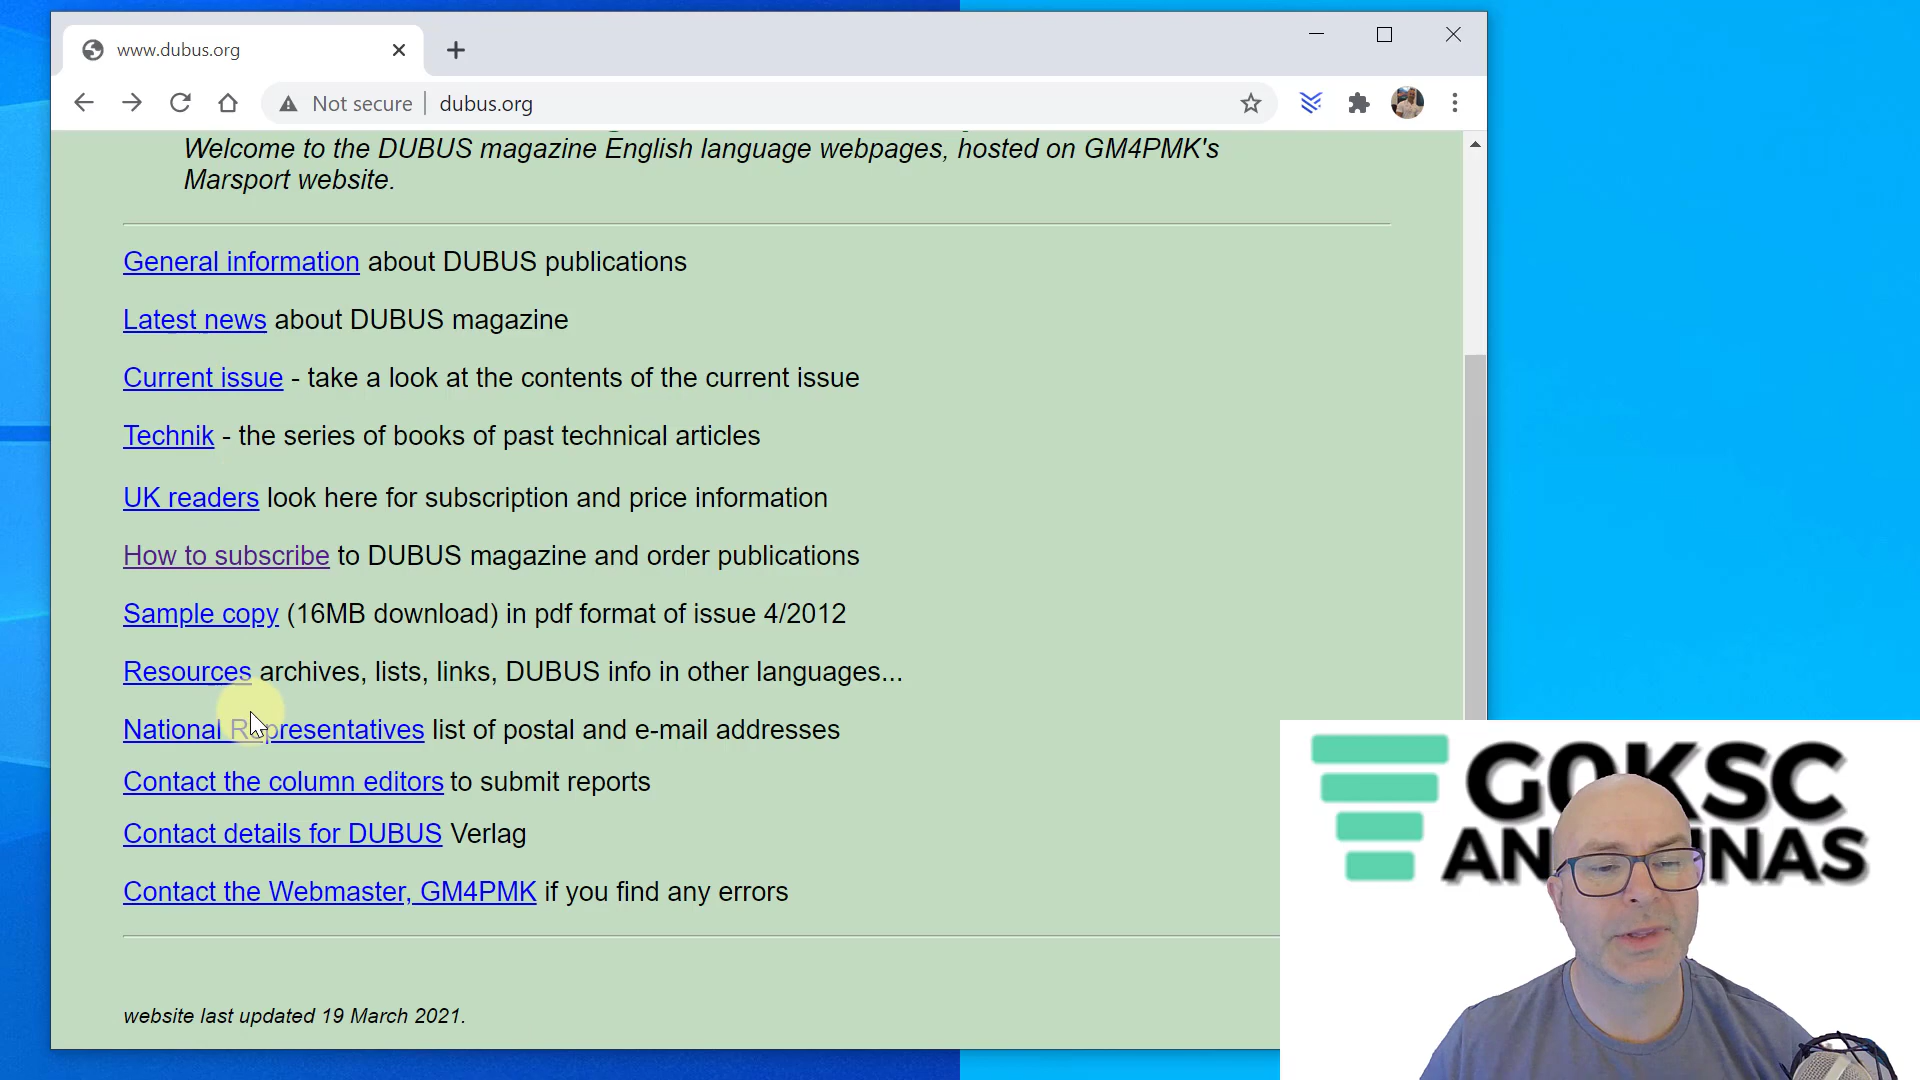 www.dubus.org
Not secure
dubus.org
Welcome to the DUBUS magazine English language webpages, hosted on GM4PMK's
Marsport website.
General information about DUBUS publications
Latest news about DUBUS magazine
Current issue - take a look at the contents of the current issue
Technik - the series of books of past technical articles
UK readers look here for subscription and price information
How to subscribe to DUBUS magazine and order publications
Sample copy (16MB download) in pdf format of issue 4/2012
Resources archives, lists, links, DUBUS info in other languages...
National Representatives list of postal and e-mail addresses
Contact the column editors to submit reports
Contact details for DUBUS Verlag
Contact the Webmaster, GM4PMK if you find any errors
website last updated 19 March 2021.
G0KSC